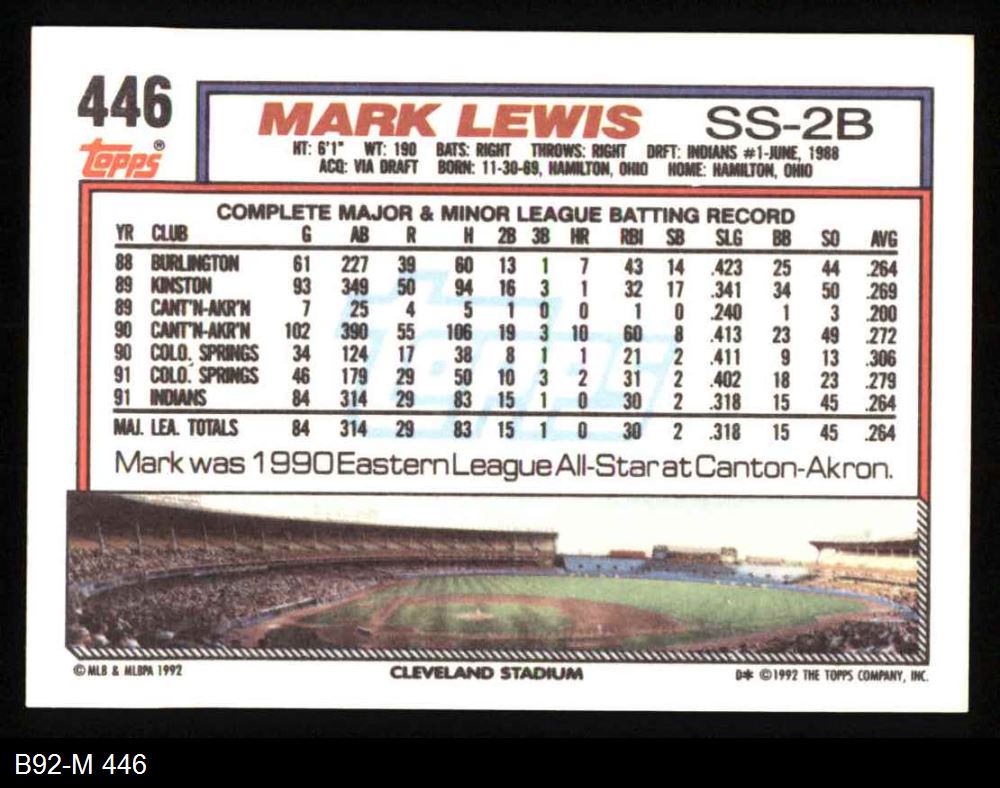 446
Topps®
MARK LEWIS SS-2B
HT: 6'1" WT: 190 BATS: RIGHT THROWS: RIGHT DRFT: INDIANS #1-JUNE, 1988
ACQ: VIA DRAFT BORN: 11-30-69, HAMILTON, OHIO HOME: HAMILTON, OHIO
COMPLETE MAJOR & MINOR LEAGUE BATTING RECORD
YR CLUB G AB R H 2B 3B HR RBI SB SLG BB SO AVG
88 BURLINGTON 61 227 39 60 13 1 7 43 14 .423 25 44 .264
89 KINSTON 93 349 50 94 16 3 1 32 17 .341 34 50 .269
89 CANT'N-AKR'N 7 25 4 5 1 0 0 1 0 .240 1 3 .200
90 CANT'N-AKR'N 102 390 55 106 19 3 10 60 8 .413 23 49 .272
90 COLO. SPRINGS 34 124 17 38 8 1 1 21 2 .411 9 13 .306
91 COLO. SPRINGS 46 179 29 50 10 3 2 31 2 .402 18 23 .279
91 INDIANS 84 314 29 83 15 1 0 30 2 .318 15 45 .264
MAJ. LEA. TOTALS 84 314 29 83 15 1 0 30 2 .318 15 45 .264
Topps
Mark was 1990 Eastern League All-Star at Canton-Akron.
© MLB & MLBPA 1992 CLEVELAND STADIUM D* ©1992 THE TOPPS COMPANY, INC.
B92-M 446